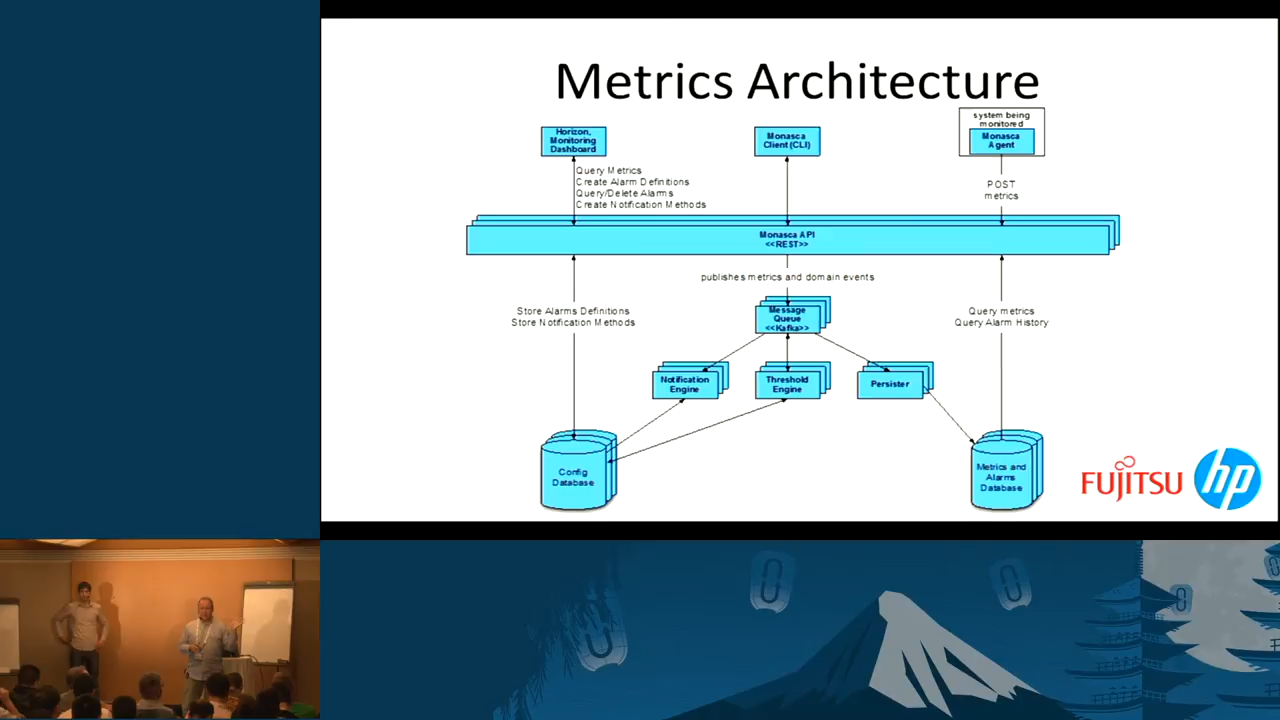 Metrics Architecture
Horizon,
Monitoring
Dashboard
Monasca
Client (CLI)
system being
monitored
Monasca
Agent
Query Metrics
Create Alarm Definitions
Query/Delete Alarms
Create Notification Methods
POST
metrics
Monasca API
<<REST>>
publishes metrics and domain events
Store Alarms Definitions
Store Notification Methods
Message
Queue
<<Kafka>>
Query metrics
Query Alarm History
Notification
Engine
Threshold
Engine
Persister
Config
Database
Metrics and
Alarms
Database
FUJITSU
hp